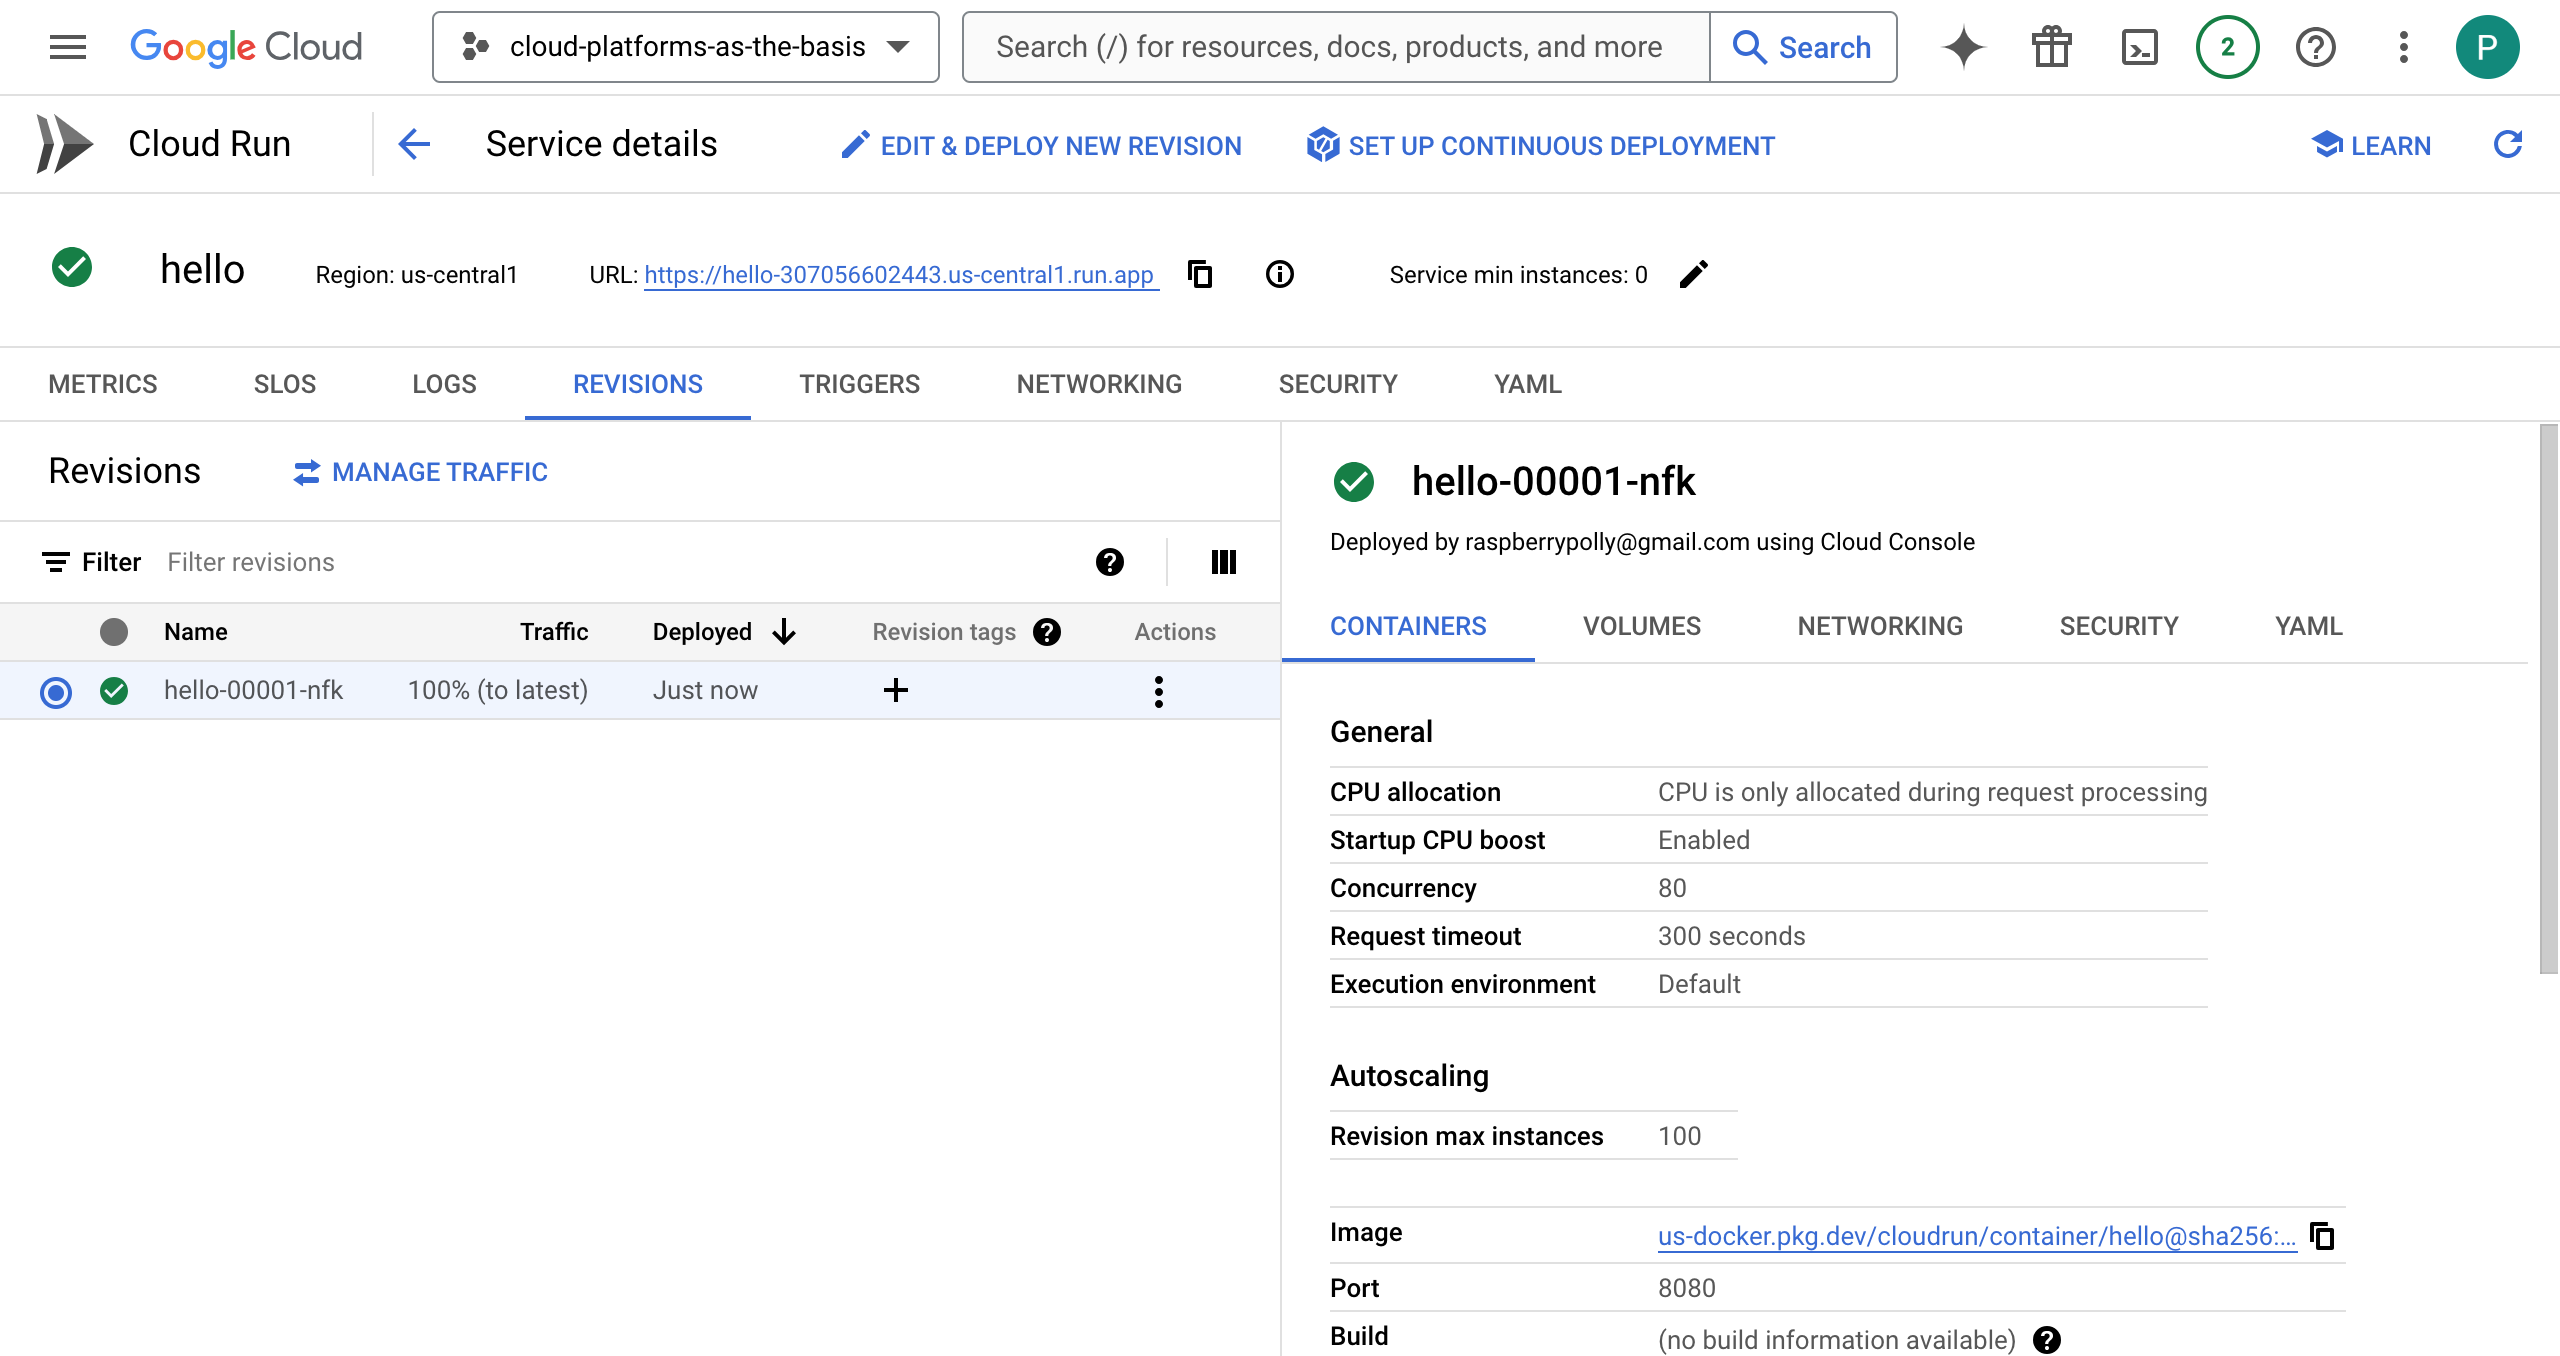 Google Cloud
cloud-platforms-as-the-basis
Search (/) for resources, docs, products, and more
Search
2
P
Cloud Run
Service details
EDIT & DEPLOY NEW REVISION
SET UP CONTINUOUS DEPLOYMENT
LEARN
hello
Region: us-central1
URL: https://hello-307056602443.us-central1.run.app
Service min instances: 0
METRICS
SLOS
LOGS
REVISIONS
TRIGGERS
NETWORKING
SECURITY
YAML
Revisions
MANAGE TRAFFIC
Filter
Filter revisions
Name
Traffic
Deployed
Revision tags
Actions
hello-00001-nfk
100% (to latest)
Just now
hello-00001-nfk
Deployed by raspberrypolly@gmail.com using Cloud Console
CONTAINERS
VOLUMES
NETWORKING
SECURITY
YAML
General
CPU allocation CPU is only allocated during request processing
Startup CPU boost Enabled
Concurrency 80
Request timeout 300 seconds
Execution environment Default
Autoscaling
Revision max instances 100
Image us-docker.pkg.dev/cloudrun/container/hello@sha256:...
Port 8080
Build (no build information available)